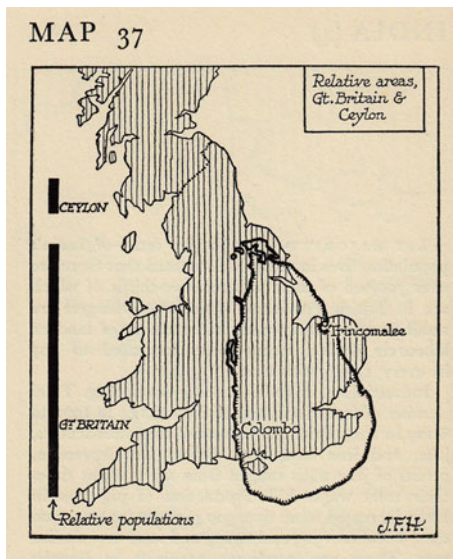 MAP 37
Relative areas,
Gt. Britain &
Ceylon
CEYLON
Trincomalee
GT. BRITAIN
Colombo
Relative populations
J.F.H.